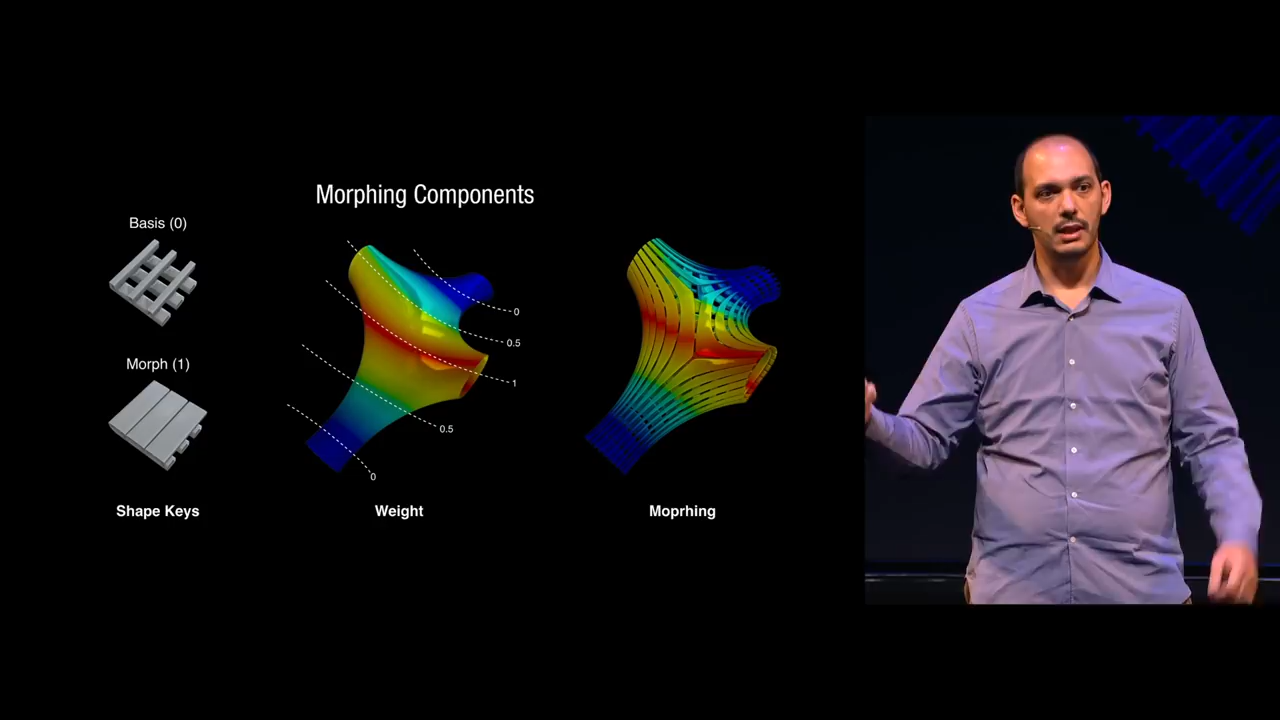 Morphing Components
Basis (0)
Morph (1)
Shape Keys
0
0.5
1
0.5
0
Weight
Moprhing